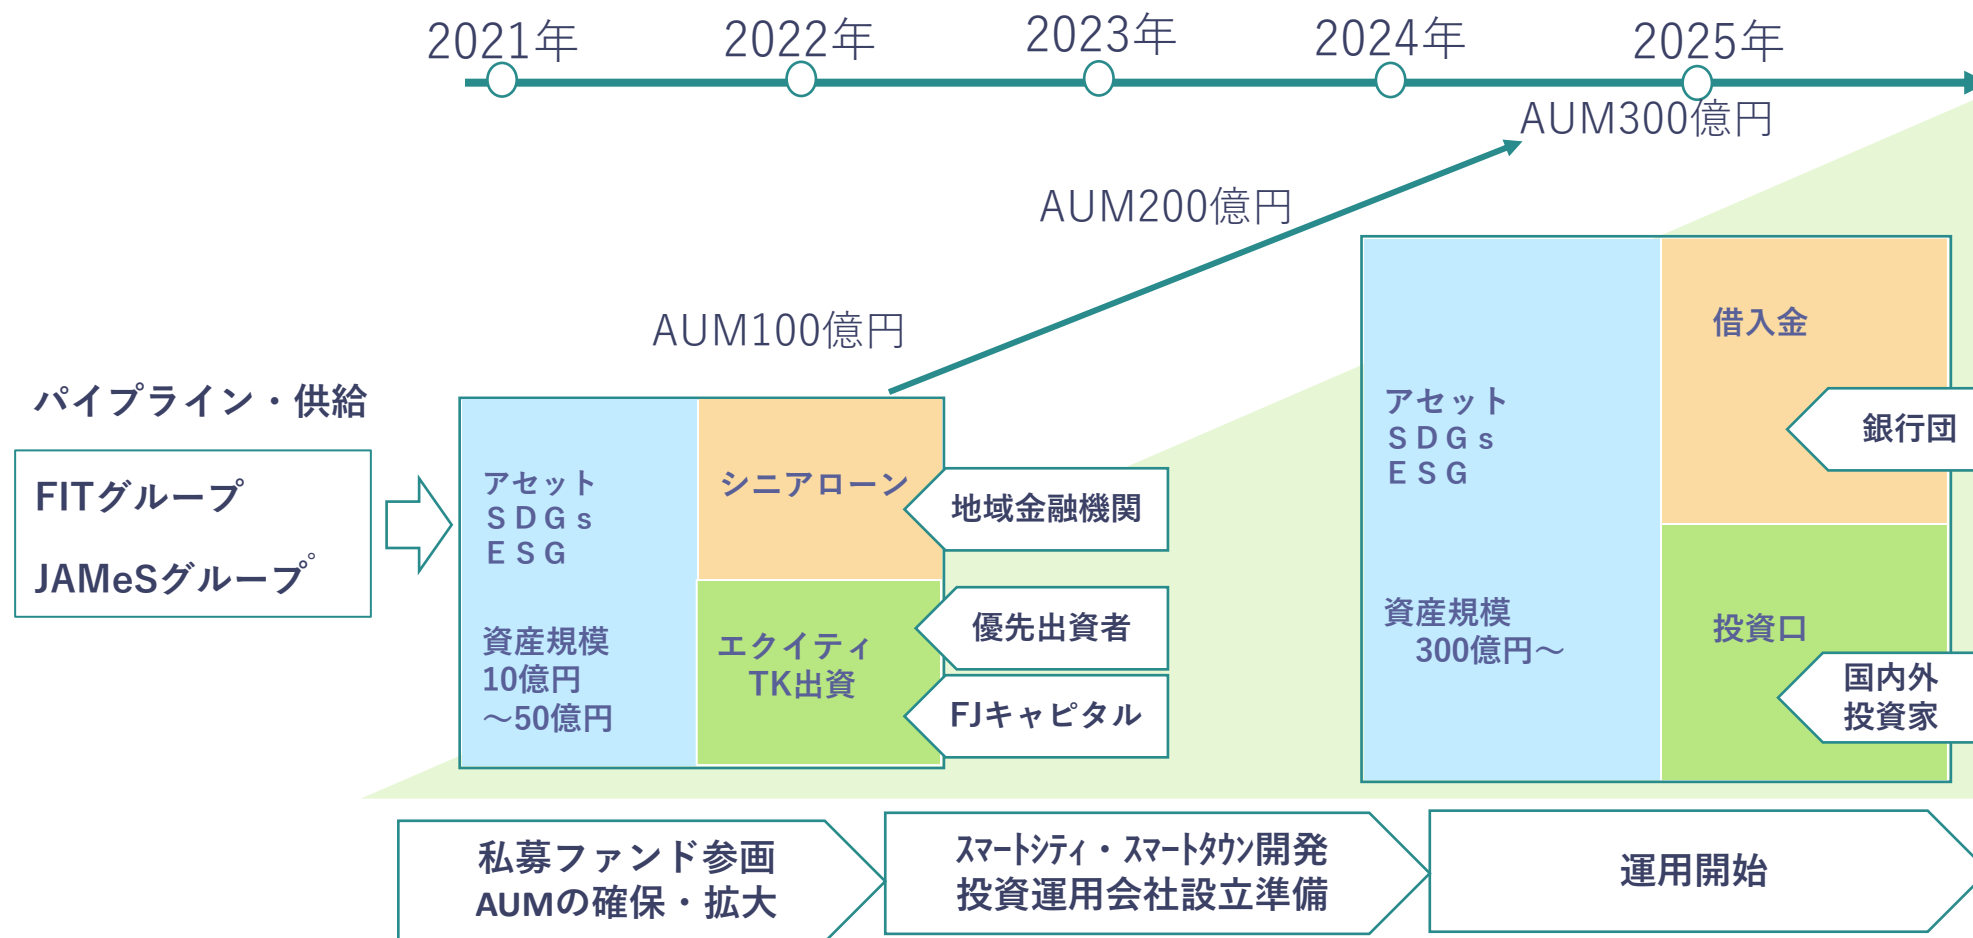 2021年
2022年
2023年
2024年
2025年
AUM300億円
AUM200億円
AUM100億円
パイプライン・供給
FITグループ
JAMeSグループ
アセット
ＳＤＧｓ
ＥＳＧ
資産規模
10億円
～50億円
シニアローン
エクイティ
TK出資
地域金融機関
優先出資者
FJキャピタル
アセット
ＳＤＧｓ
ＥＳＧ
資産規模
300億円～
借入金
投資口
銀行団
国内外
投資家
私募ファンド参画
AUMの確保・拡大
ｽﾏｰﾄｼﾃｨ・ｽﾏｰﾄﾀｳﾝ開発
投資運用会社設立準備
運用開始